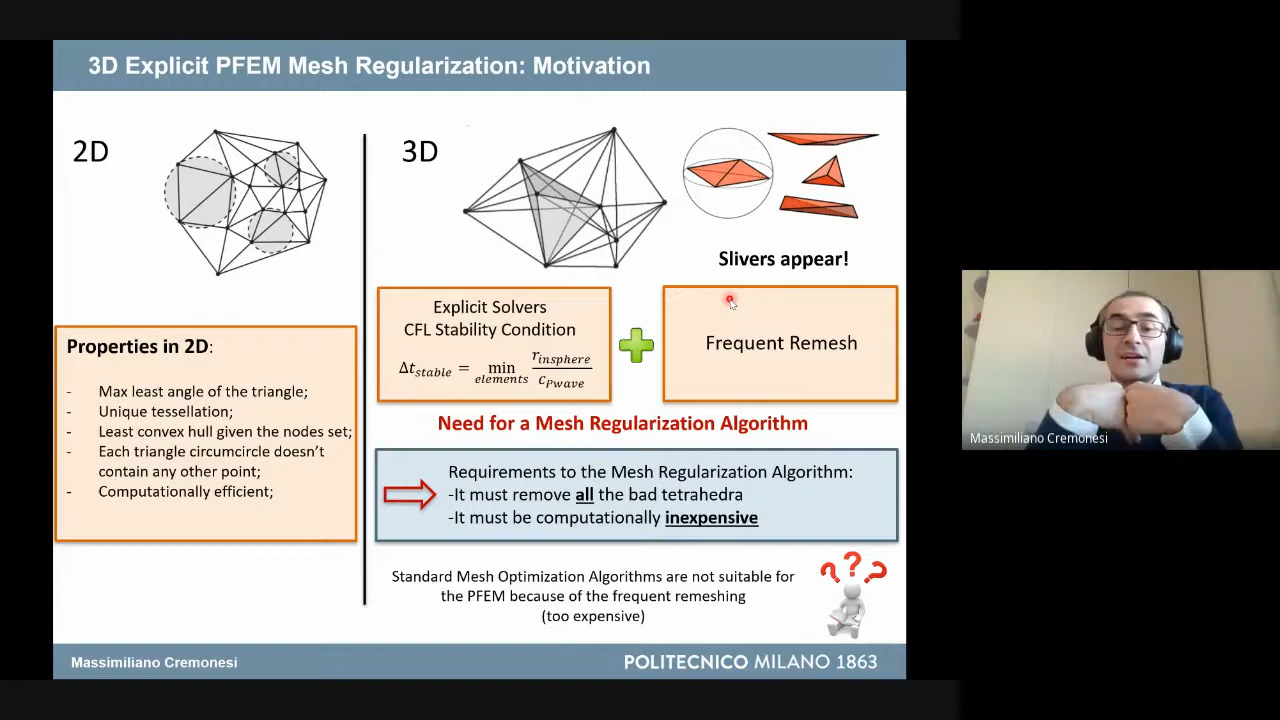 3D Explicit PFEM Mesh Regularization: Motivation
2D
Properties in 2D:
- Max least angle of the triangle;
- Unique tessellation;
- Least convex hull given the nodes set;
- Each triangle circumcircle doesn't
contain any other point;
- Computationally efficient;
3D
Slivers appear!
Explicit Solvers
CFL Stability Condition
Δt_stable = min_elements r_insphere / c_Pwave
Frequent Remesh
Need for a Mesh Regularization Algorithm
Requirements to the Mesh Regularization Algorithm:
-It must remove all the bad tetrahedra
-It must be computationally inexpensive
Standard Mesh Optimization Algorithms are not suitable for
the PFEM because of the frequent remeshing
(too expensive)
? ? ?
Massimiliano Cremonesi
POLITECNICO MILANO 1863
Massimiliano Cremonesi